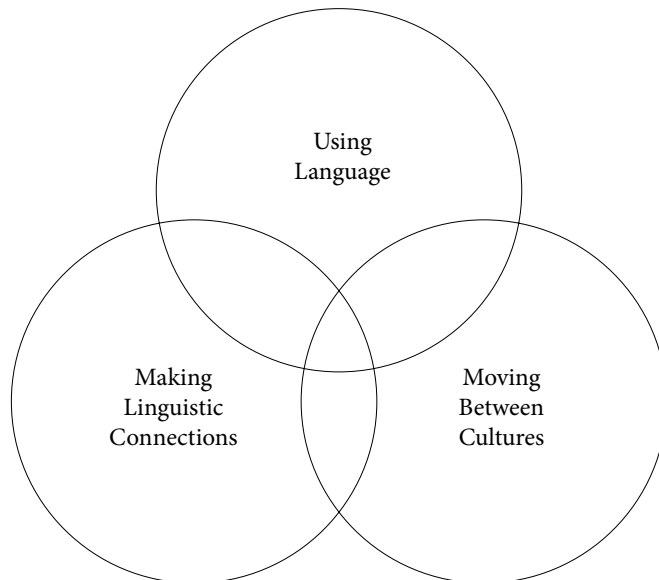 Using
Language
Making
Linguistic
Connections
Moving
Between
Cultures